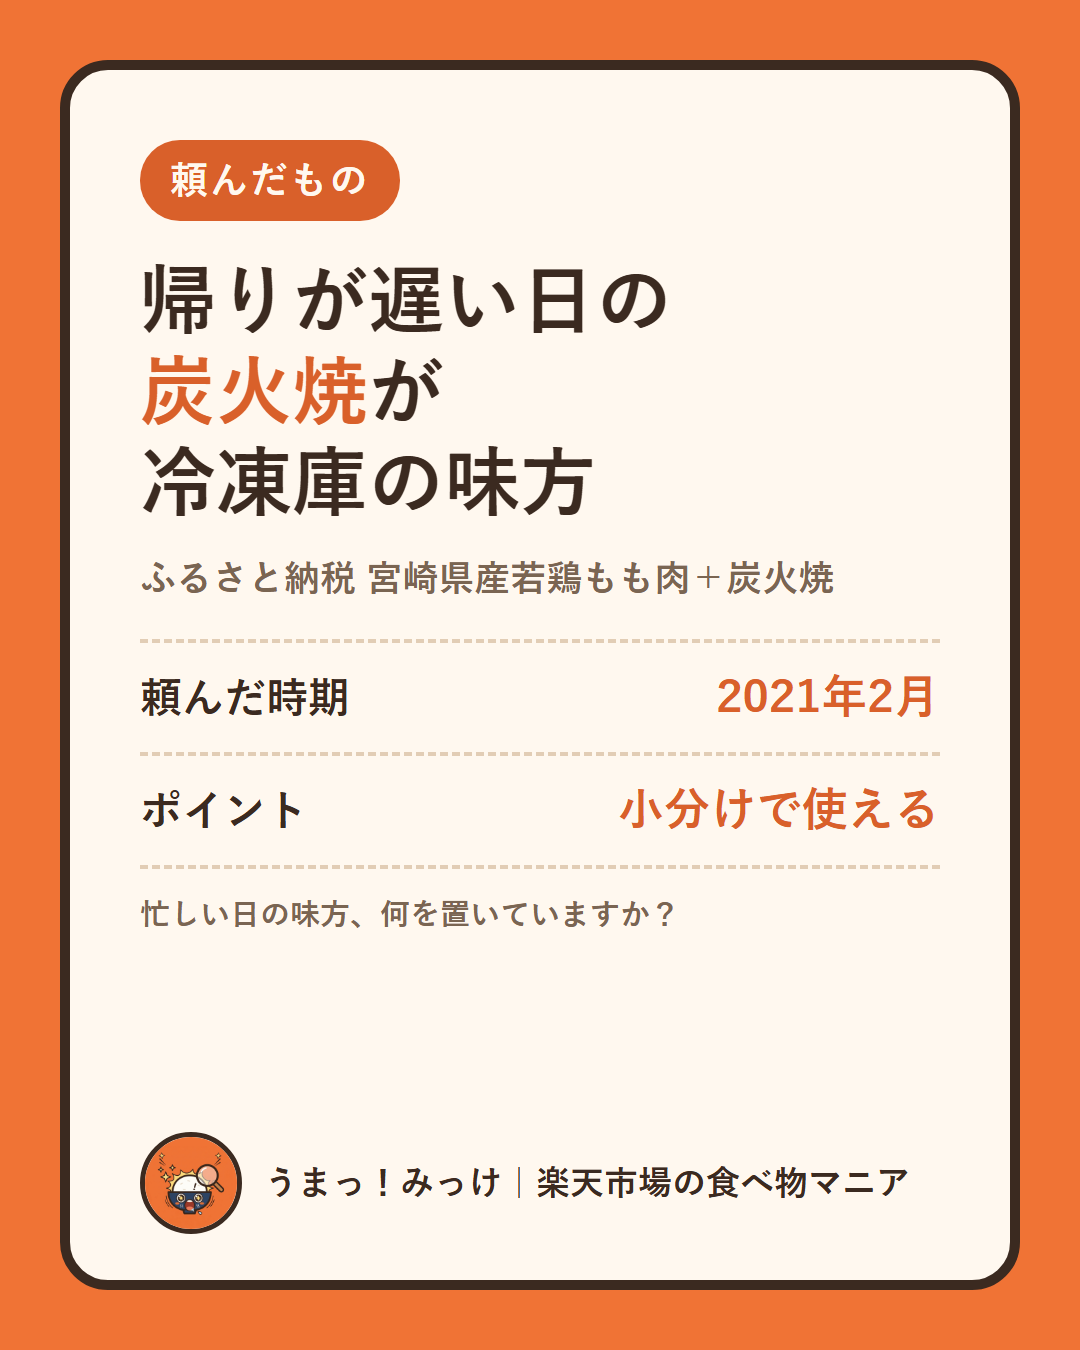 頼んだもの
帰りが遅い日の
炭火焼が
冷凍庫の味方
ふるさと納税 宮崎県産若鶏もも肉＋炭火焼
頼んだ時期 2021年2月
ポイント 小分けで使える
忙しい日の味方、何を置いていますか？
うまっ！みっけ｜楽天市場の食べ物マニア